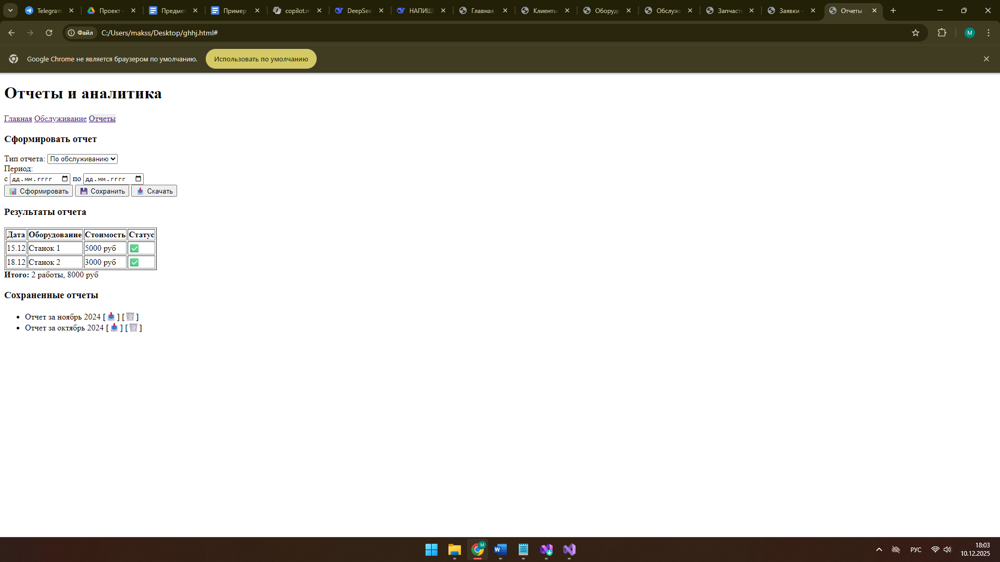 Telegram
Проект -
Предмет
Пример
copilot.m
DeepSee
НАПИШ
Главная
Клиенты
Оборудо
Обслужи
Запчасти
Заявки -
Отчеты -
Файл
C:/Users/makss/Desktop/ghhj.html#
M
Google Chrome не является браузером по умолчанию.
Использовать по умолчанию
Отчеты и аналитика
Главная Обслуживание Отчеты
Сформировать отчет
Тип отчета: По обслуживанию
Период:
с дд.мм.гггг по дд.мм.гггг
Сформировать Сохранить Скачать
Результаты отчета
Дата Оборудование Стоимость Статус
15.12 Станок 1 5000 руб ✅
18.12 Станок 2 3000 руб ✅
Итого: 2 работы, 8000 руб
Сохраненные отчеты
• Отчет за ноябрь 2024 [📥] [🗑️]
• Отчет за октябрь 2024 [📥] [🗑️]
M
W
РУС
18:03
10.12.2025